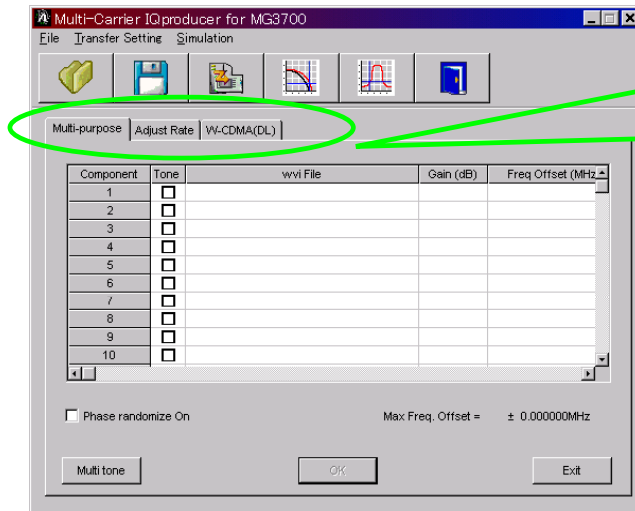 Multi-Carrier IQproducer for MG3700
File Transfer Setting Simulation
Multi-purpose Adjust Rate W-CDMA(DL)
Component Tone wvi File Gain (dB) Freq Offset (MHz
1
2
3
4
5
6
7
8
9
10
Phase randomize On Max Freq. Offset = ± 0.000000MHz
Multi tone OK Exit